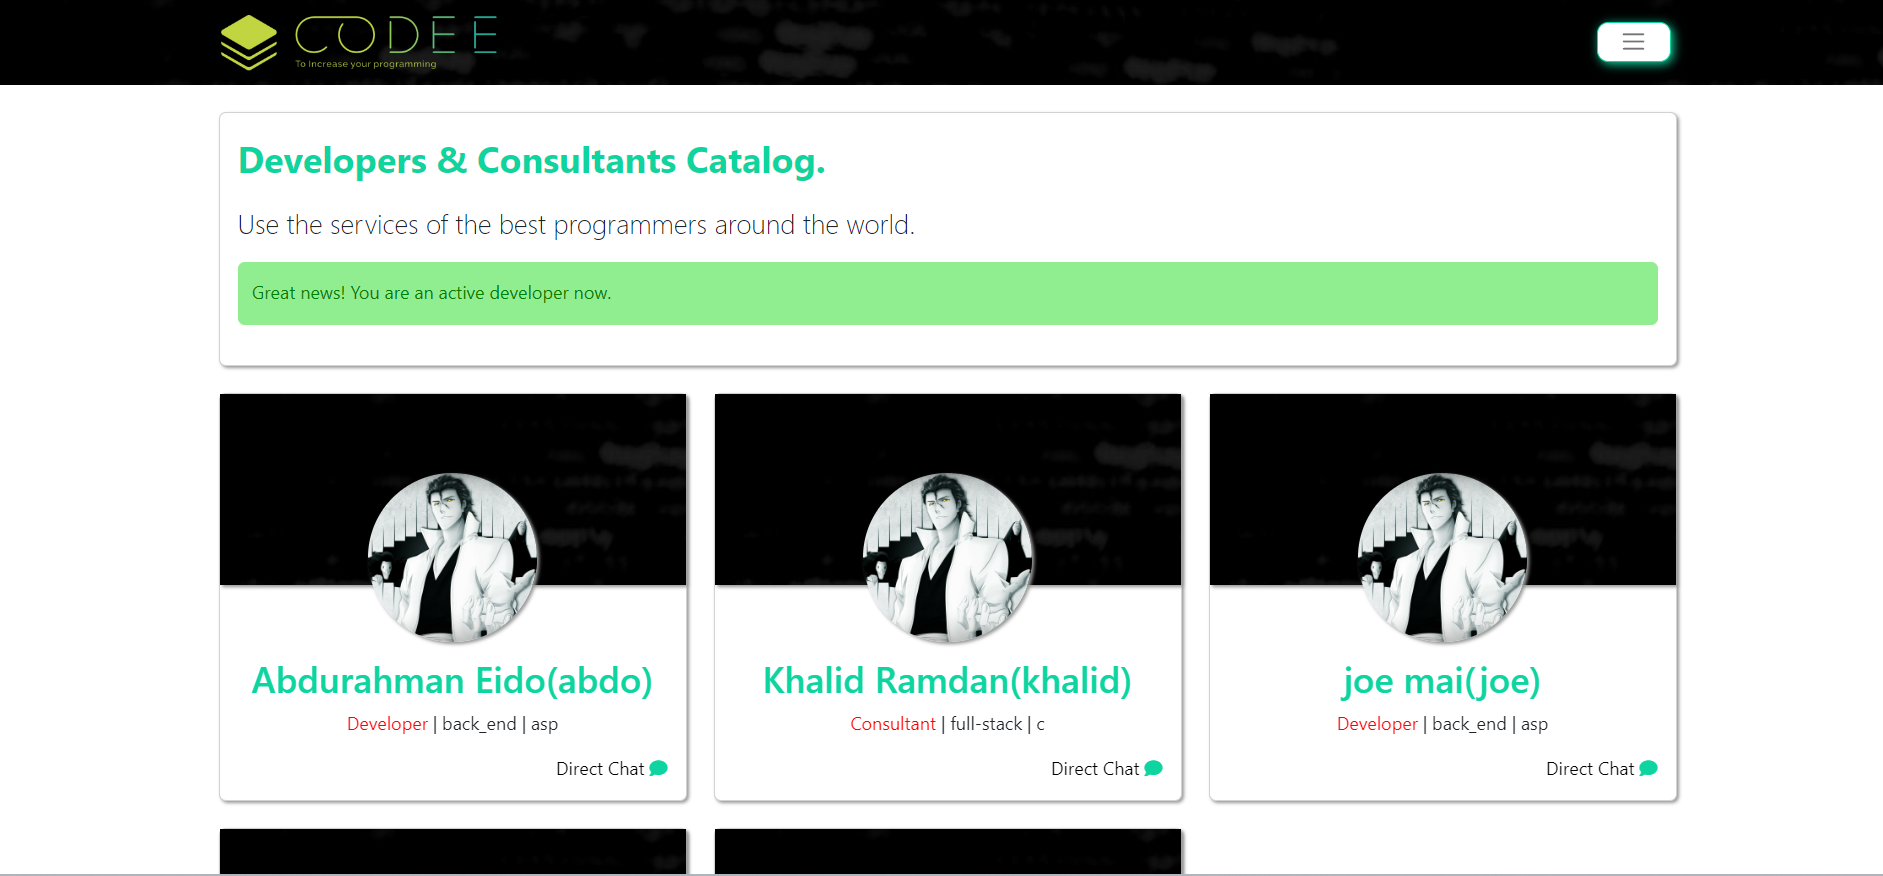 CODEE
To Increase your programming
Developers & Consultants Catalog.
Use the services of the best programmers around the world.
Great news! You are an active developer now.
Abdurahman Eido(abdo)
Developer | back_end | asp
Direct Chat
Khalid Ramdan(khalid)
Consultant | full-stack | c
Direct Chat
joe mai(joe)
Developer | back_end | asp
Direct Chat